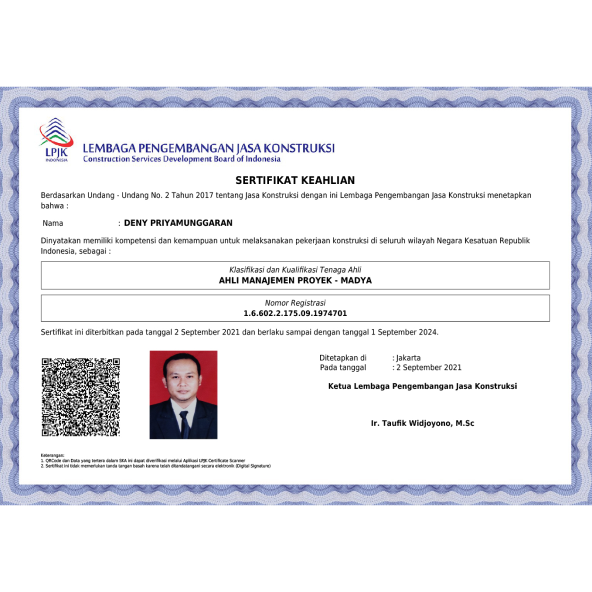 LPJK
INDONESIA
LEMBAGA PENGEMBANGAN JASA KONSTRUKSI
Construction Services Development Board of Indonesia
SERTIFIKAT KEAHLIAN
Berdasarkan Undang - Undang No. 2 Tahun 2017 tentang Jasa Konstruksi dengan ini Lembaga Pengembangan Jasa Konstruksi menetapkan
bahwa :
Nama : DENY PRIYAMUNGGARAN
Dinyatakan memiliki kompetensi dan kemampuan untuk melaksanakan pekerjaan konstruksi di seluruh wilayah Negara Kesatuan Republik
Indonesia, sebagai :
Klasifikasi dan Kualifikasi Tenaga Ahli
AHLI MANAJEMEN PROYEK - MADYA
Nomor Registrasi
1.6.602.2.175.09.1974701
Sertifikat ini diterbitkan pada tanggal 2 September 2021 dan berlaku sampai dengan tanggal 1 September 2024.
Ditetapkan di : Jakarta
Pada tanggal : 2 September 2021
Ketua Lembaga Pengembangan Jasa Konstruksi
Ir. Taufik Widjoyono, M.Sc
Keterangan:
1. QRCode dan Data yang tertera dalam SKA ini dapat diverifikasi melalui Aplikasi LPJK Certificate Scanner
2. Sertifikat ini tidak memerlukan tanda tangan basah karena telah ditandatangani secara elektronik (Digital Signature)